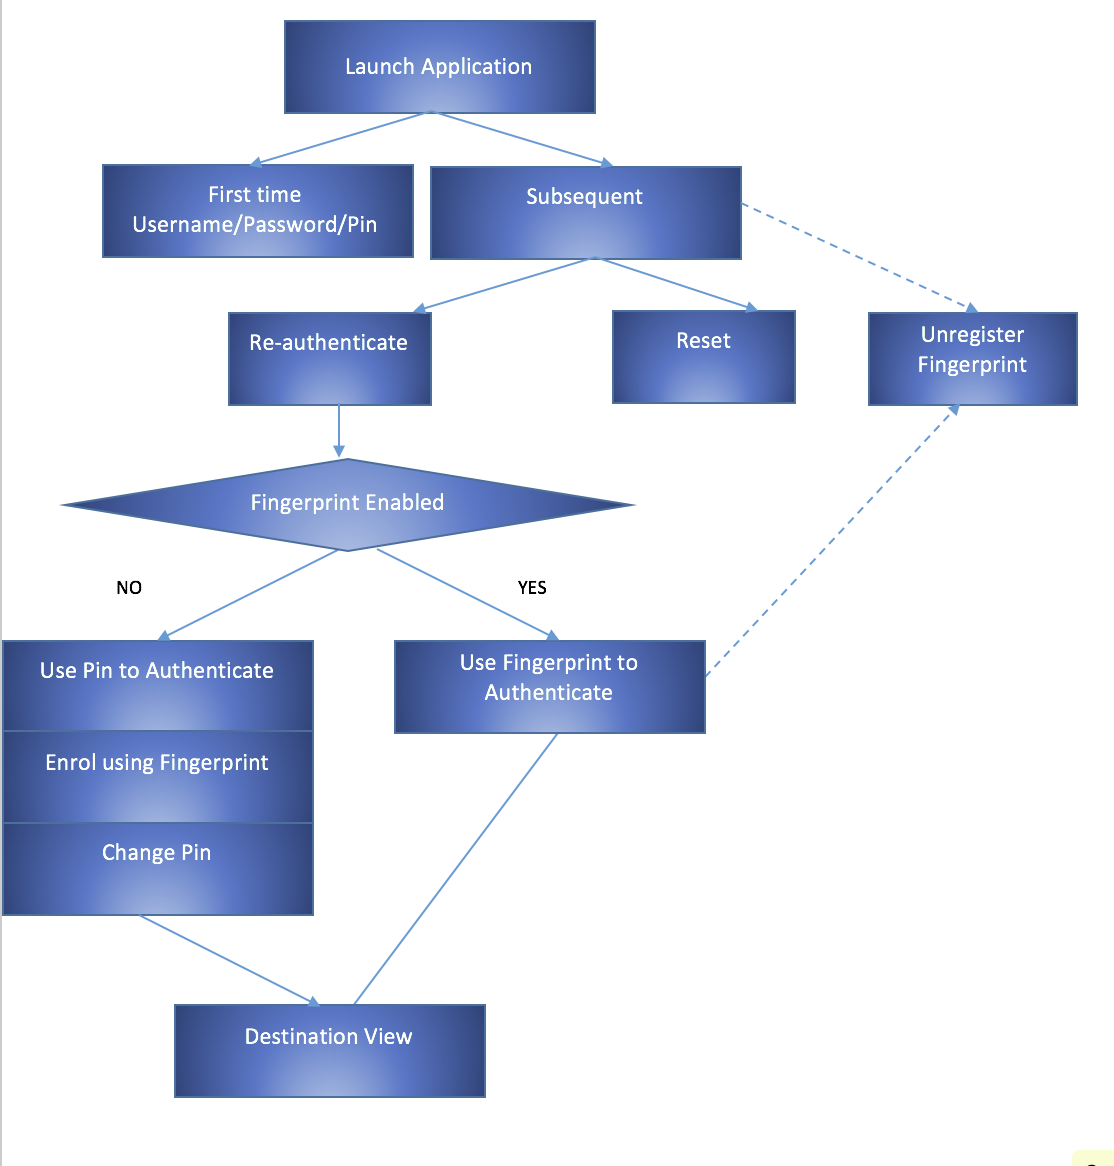 Launch Application
First time
Username/Password/Pin
Subsequent
Re-authenticate
Reset
Unregister
Fingerprint
Fingerprint Enabled
NO
YES
Use Pin to Authenticate
Use Fingerprint to
Authenticate
Enrol using Fingerprint
Change Pin
Destination View